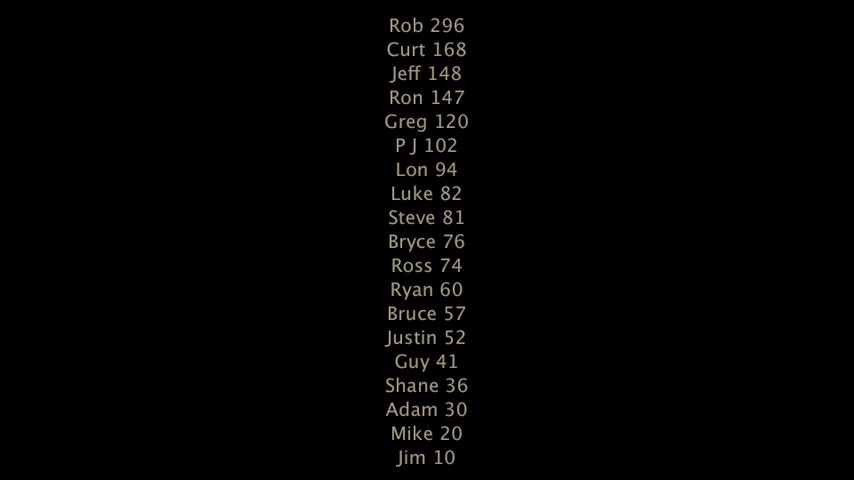 Rob 296
Curt 168
Jeff 148
Ron 147
Greg 120
P J 102
Lon 94
Luke 82
Steve 81
Bryce 76
Ross 74
Ryan 60
Bruce 57
Justin 52
Guy 41
Shane 36
Adam 30
Mike 20
Jim 10